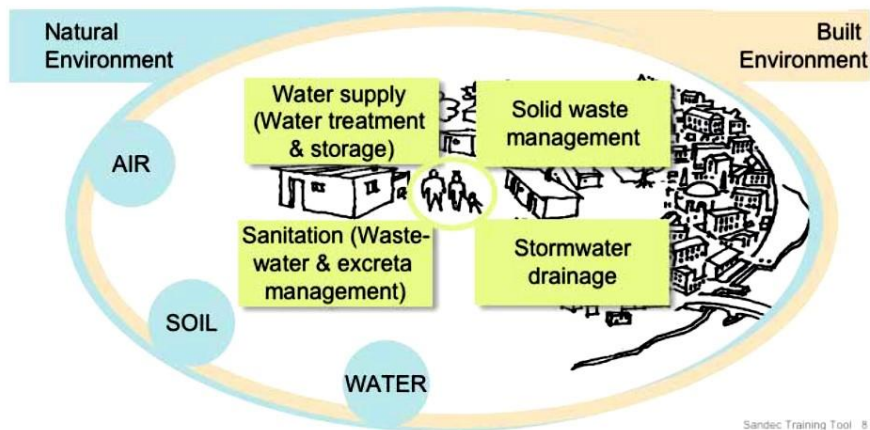 Natural
Environment
Built
Environment
Water supply
(Water treatment
& storage)
Solid waste
management
AIR
Sanitation (Waste-
water & excreta
management)
Stormwater
drainage
SOIL
WATER
Sandec Training Tool 8